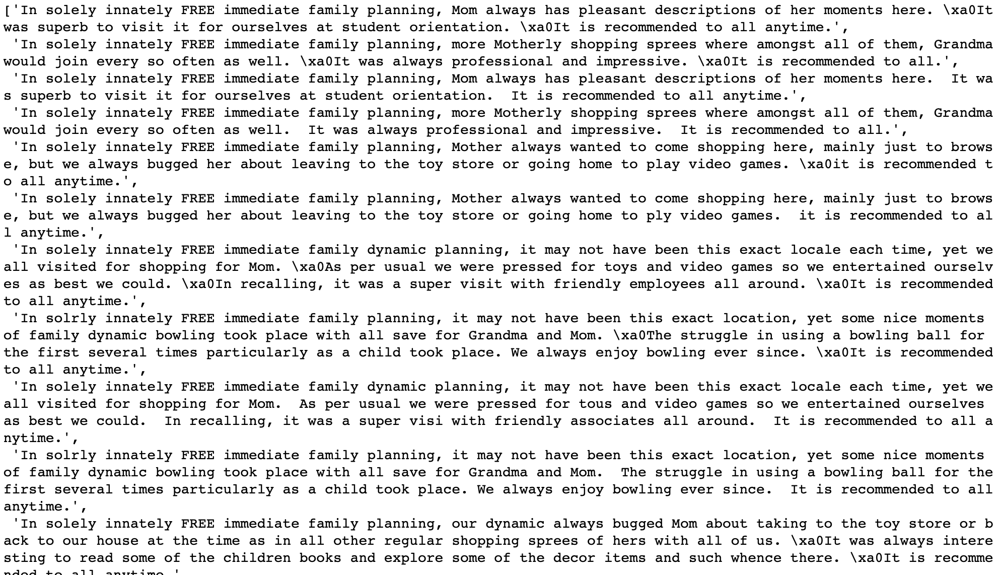 ['In solely innately FREE immediate family planning, Mom always has pleasant descriptions of her moments here. \xa0It
was superb to visit it for ourselves at student orientation. \xa0It is recommended to all anytime.',
 'In solely innately FREE immediate family planning, more Motherly shopping sprees where amongst all of them, Grandma
would join every so often as well. \xa0It was always professional and impressive. \xa0It is recommended to all.',
 'In solely innately FREE immediate family planning, Mom always has pleasant descriptions of her moments here.  It wa
s superb to visit it for ourselves at student orientation.  It is recommended to all anytime.',
 'In solely innately FREE immediate family planning, more Motherly shopping sprees where amongst all of them, Grandma
would join every so often as well.  It was always professional and impressive.  It is recommended to all.',
 'In solely innately FREE immediate family planning, Mother always wanted to come shopping here, mainly just to brows
e, but we always bugged her about leaving to the toy store or going home to play video games. \xa0it is recommended t
o all anytime.',
 'In solely innately FREE immediate family planning, Mother always wanted to come shopping here, mainly just to brows
e, but we always bugged her about leaving to the toy store or going home to ply video games.  it is recommended to al
l anytime.',
 'In solely innately FREE immediate family dynamic planning, it may not have been this exact locale each time, yet we
all visited for shopping for Mom. \xa0As per usual we were pressed for toys and video games so we entertained ourselv
es as best we could. \xa0In recalling, it was a super visit with friendly employees all around. \xa0It is recommended
to all anytime.',
 'In solrly innately FREE immediate family planning, it may not have been this exact location, yet some nice moments
of family dynamic bowling took place with all save for Grandma and Mom. \xa0The struggle in using a bowling ball for
the first several times particularly as a child took place. We always enjoy bowling ever since. \xa0It is recommended
to all anytime.',
 'In solely innately FREE immediate family dynamic planning, it may not have been this exact locale each time, yet we
all visited for shopping for Mom.  As per usual we were pressed for tous and video games so we entertained ourselves
as best we could.  In recalling, it was a super visi with friendly associates all around.  It is recommended to all a
nytime.',
 'In solrly innately FREE immediate family planning, it may not have been this exact location, yet some nice moments
of family dynamic bowling took place with all save for Grandma and Mom.  The struggle in using a bowling ball for the
first several times particularly as a child took place. We always enjoy bowling ever since.  It is recommended to all
anytime.',
 'In solely innately FREE immediate family planning, our dynamic always bugged Mom about taking to the toy store or b
ack to our house at the time as in all other regular shopping sprees of hers with all of us. \xa0It was always intere
sting to read some of the children books and explore some of the decor items and such whence there. \xa0It is recomme
nded to all anytime.'